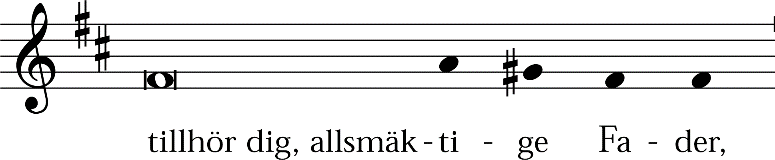 tillhör dig, allsmäk - ti - ge Fa - der,